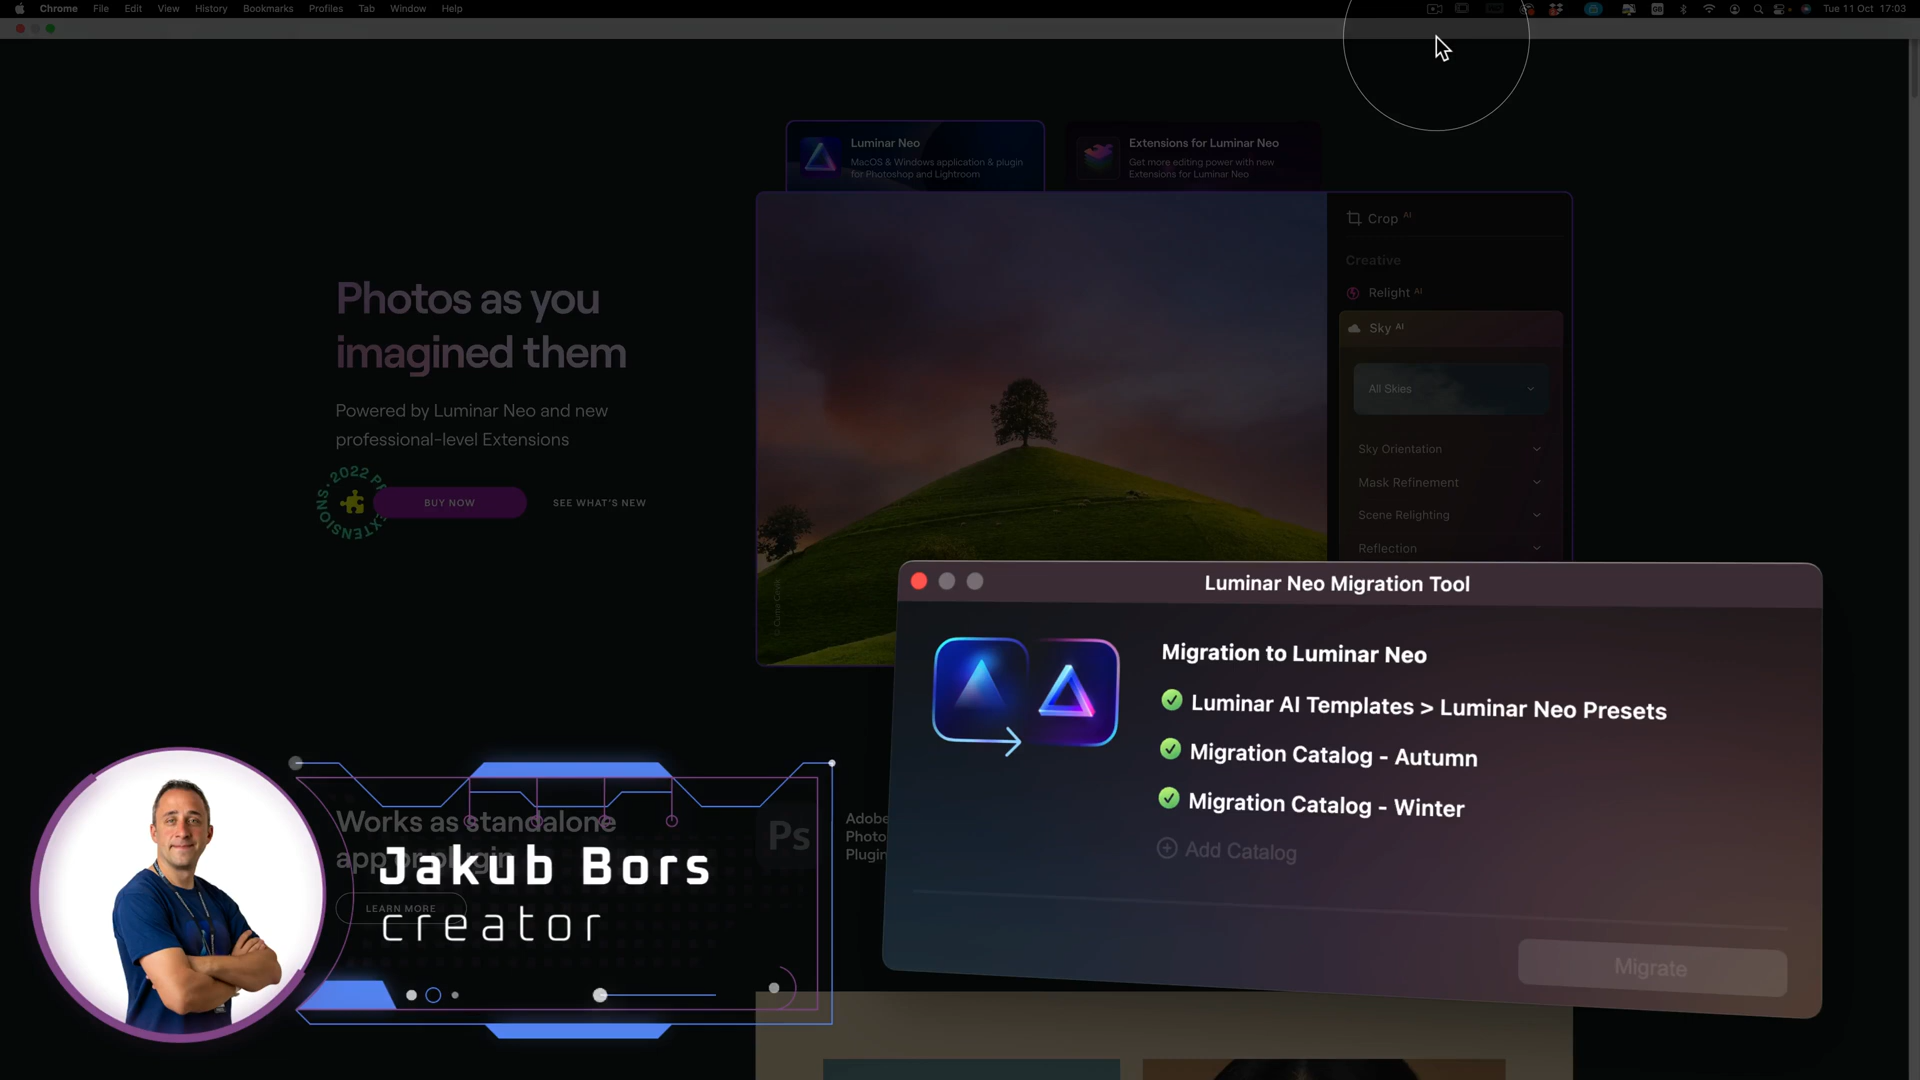 Chrome File Edit View History Bookmarks Profiles Tab Window Help
Tue 11 Oct 17:03
Luminar Neo
MacOS & Windows application & plugin
for Photoshop and Lightroom
Extensions for Luminar Neo
Get more editing power with new
Extensions for Luminar Neo
Photos as you
imagined them
Powered by Luminar Neo and new
professional-level Extensions
2022
EXTENSIONS
BUY NOW
SEE WHAT'S NEW
Crop AI
Creative
Relight AI
Sky AI
All Skies
Sky Orientation
Mask Refinement
Scene Relighting
Reflection
Luminar Neo Migration Tool
Migration to Luminar Neo
Luminar AI Templates > Luminar Neo Presets
Migration Catalog - Autumn
Migration Catalog - Winter
Add Catalog
Migrate
Works as standalone
app or plugin
LEARN MORE
Ps
Adobe
Photo
Plugin
Jakub Bors
creator